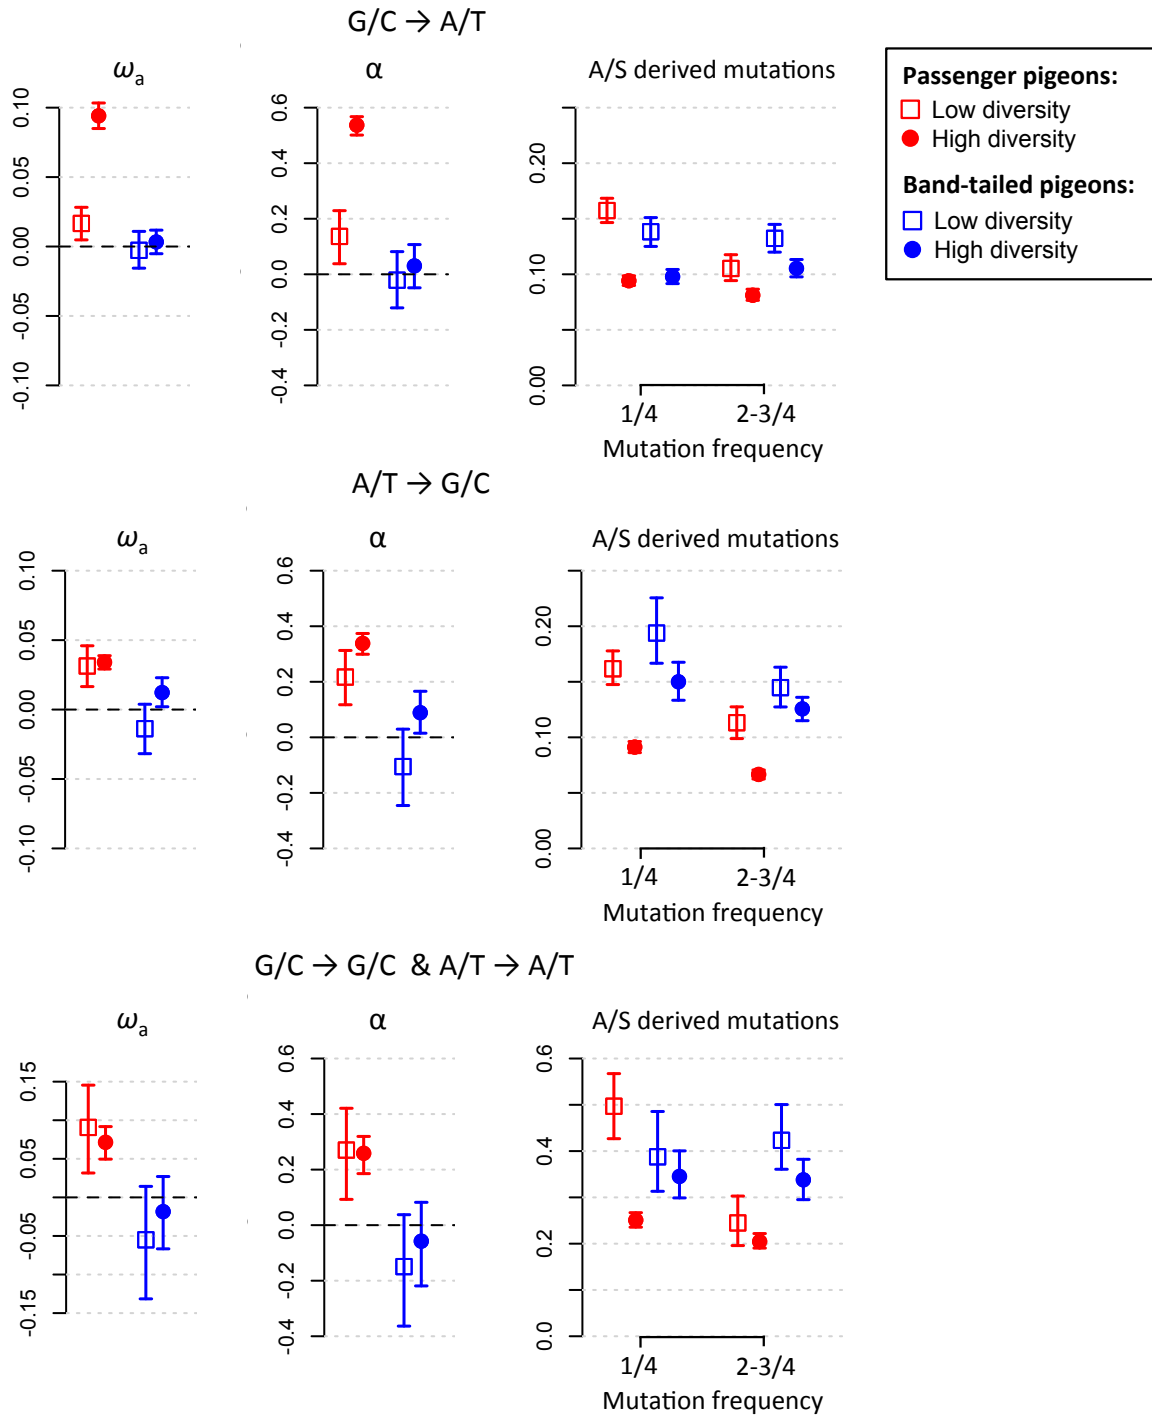 G/C → A/T
ωa
α
A/S derived mutations
0.10
0.05
0.00
-0.05
-0.10
0.6
0.4
0.2
0.0
-0.2
-0.4
0.20
0.10
0.00
1/4 2-3/4
Mutation frequency
Passenger pigeons:
Low diversity
High diversity
Band-tailed pigeons:
Low diversity
High diversity
A/T → G/C
ωa
α
A/S derived mutations
0.10
0.05
0.00
-0.05
-0.10
0.6
0.4
0.2
0.0
-0.2
-0.4
0.20
0.10
0.00
1/4 2-3/4
Mutation frequency
G/C → G/C & A/T → A/T
ωa
α
A/S derived mutations
0.15
0.05
-0.05
-0.15
0.6
0.4
0.2
0.0
-0.2
-0.4
0.6
0.4
0.2
0.0
1/4 2-3/4
Mutation frequency